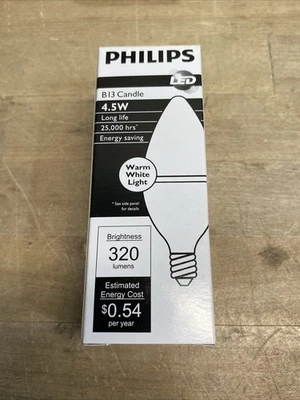 PHILIPS
LED
B13 Candle
4.5W
Long life
25,000 hrs*
Energy saving
Warm
White
Light
* See side panel
for details
Brightness
320
lumens
Estimated
Energy Cost
$0.54
per year